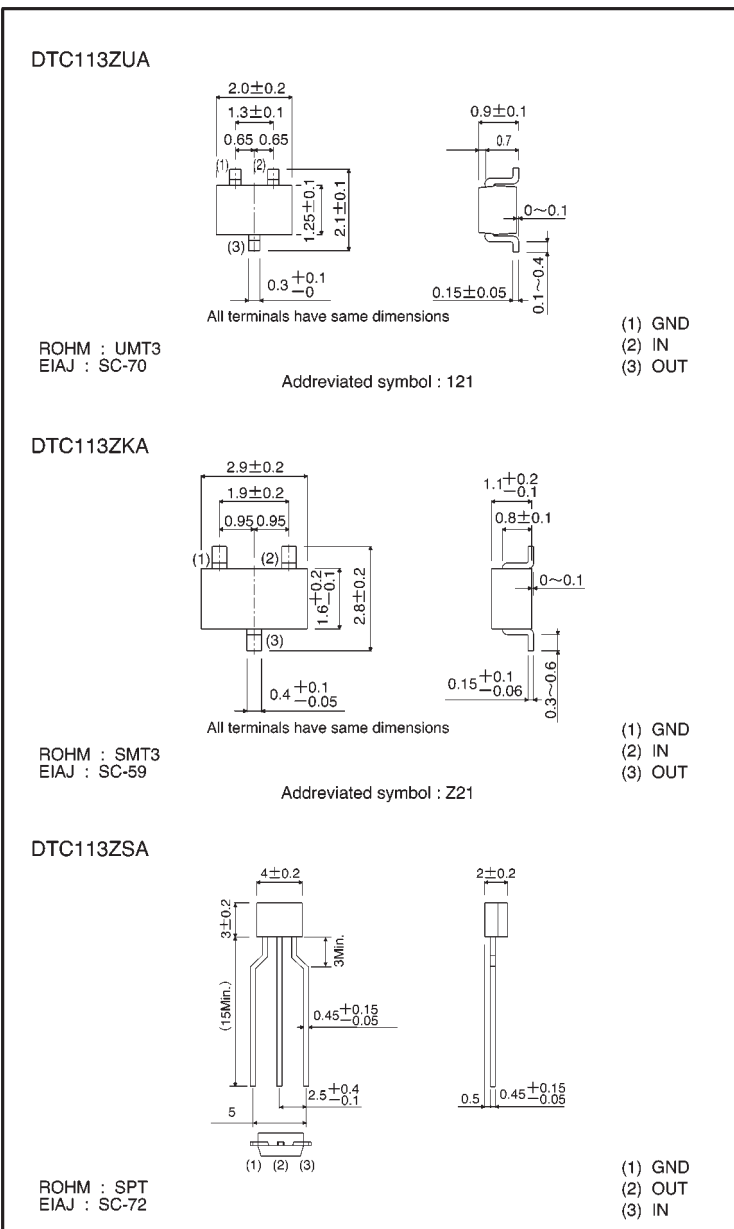 DTC113ZUA
2.0±0.2
1.3±0.1
0.65 0.65
(1) (2)
(3)
1.25±0.1
2.1±0.1
0.3 +0.1 −0
0.9±0.1
0.7
0~0.1
0.15±0.05
0.1~0.4
All terminals have same dimensions
ROHM : UMT3
EIAJ : SC-70
Addreviated symbol : 121
(1) GND
(2) IN
(3) OUT
DTC113ZKA
2.9±0.2
1.9±0.2
0.95 0.95
(1) (2)
(3)
1.6 +0.2 −0.1
2.8±0.2
0.4 +0.1 −0.05
1.1 +0.2 −0.1
0.8±0.1
0~0.1
0.15 +0.1 −0.06
0.3~0.6
All terminals have same dimensions
ROHM : SMT3
EIAJ : SC-59
Addreviated symbol : Z21
(1) GND
(2) IN
(3) OUT
DTC113ZSA
4±0.2
3±0.2
3Min.
(15Min.)
0.45 +0.15 −0.05
2.5 +0.4 −0.1
5
(1) (2) (3)
2±0.2
0.5
0.45 +0.15 −0.05
ROHM : SPT
EIAJ : SC-72
(1) GND
(2) OUT
(3) IN